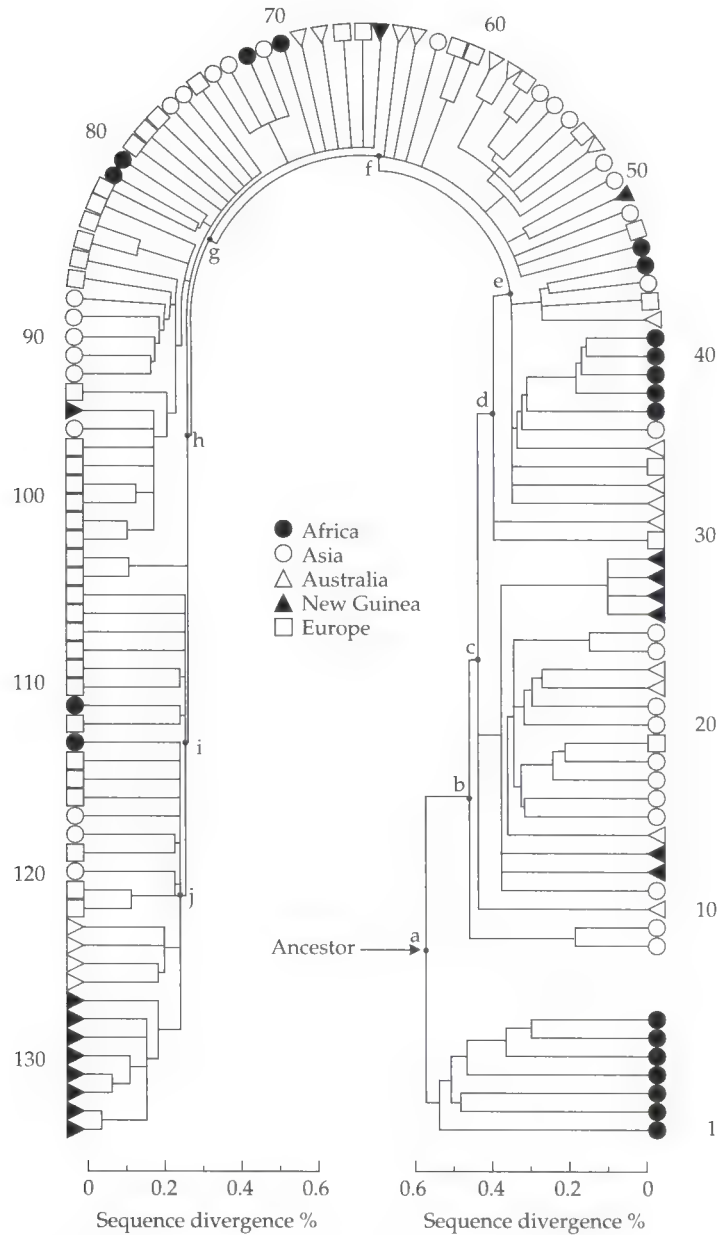 70
60
80
50
f
g
e
90
40
d
h
100
Africa
Asia
30
Australia
New Guinea
Europe
c
110
20
i
b
120
j
10
Ancestor
a
130
1
0 0.2 0.4 0.6
0.6 0.4 0.2 0
Sequence divergence %
Sequence divergence %